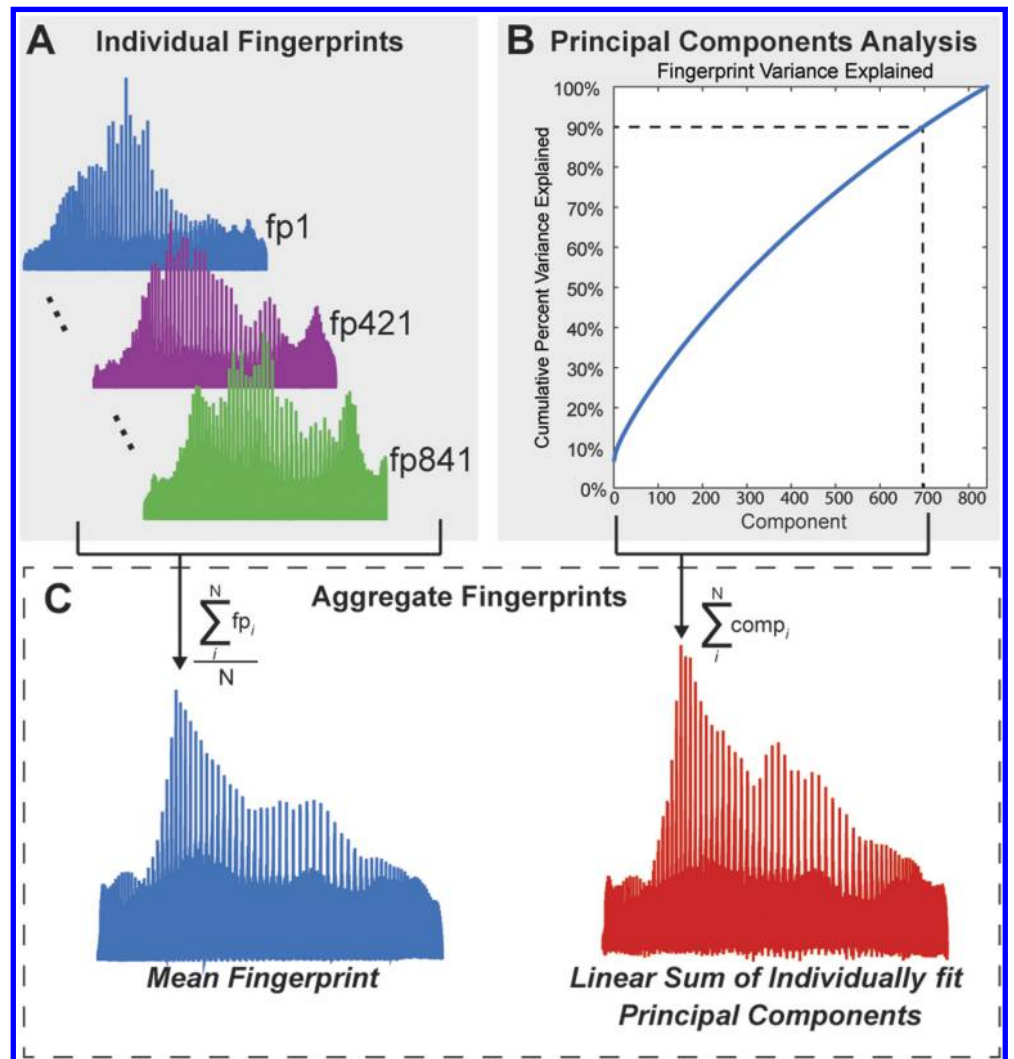 A Individual Fingerprints
fp1
fp421
fp841
B Principal Components Analysis
Fingerprint Variance Explained
Cumulative Percent Variance Explained
100%
90%
80%
70%
60%
50%
40%
30%
20%
10%
0%
0 100 200 300 400 500 600 700 800
Component
C Aggregate Fingerprints
N
∑ fpᵢ
i
N
N
∑ compᵢ
i
Mean Fingerprint
Linear Sum of Individually fit
Principal Components